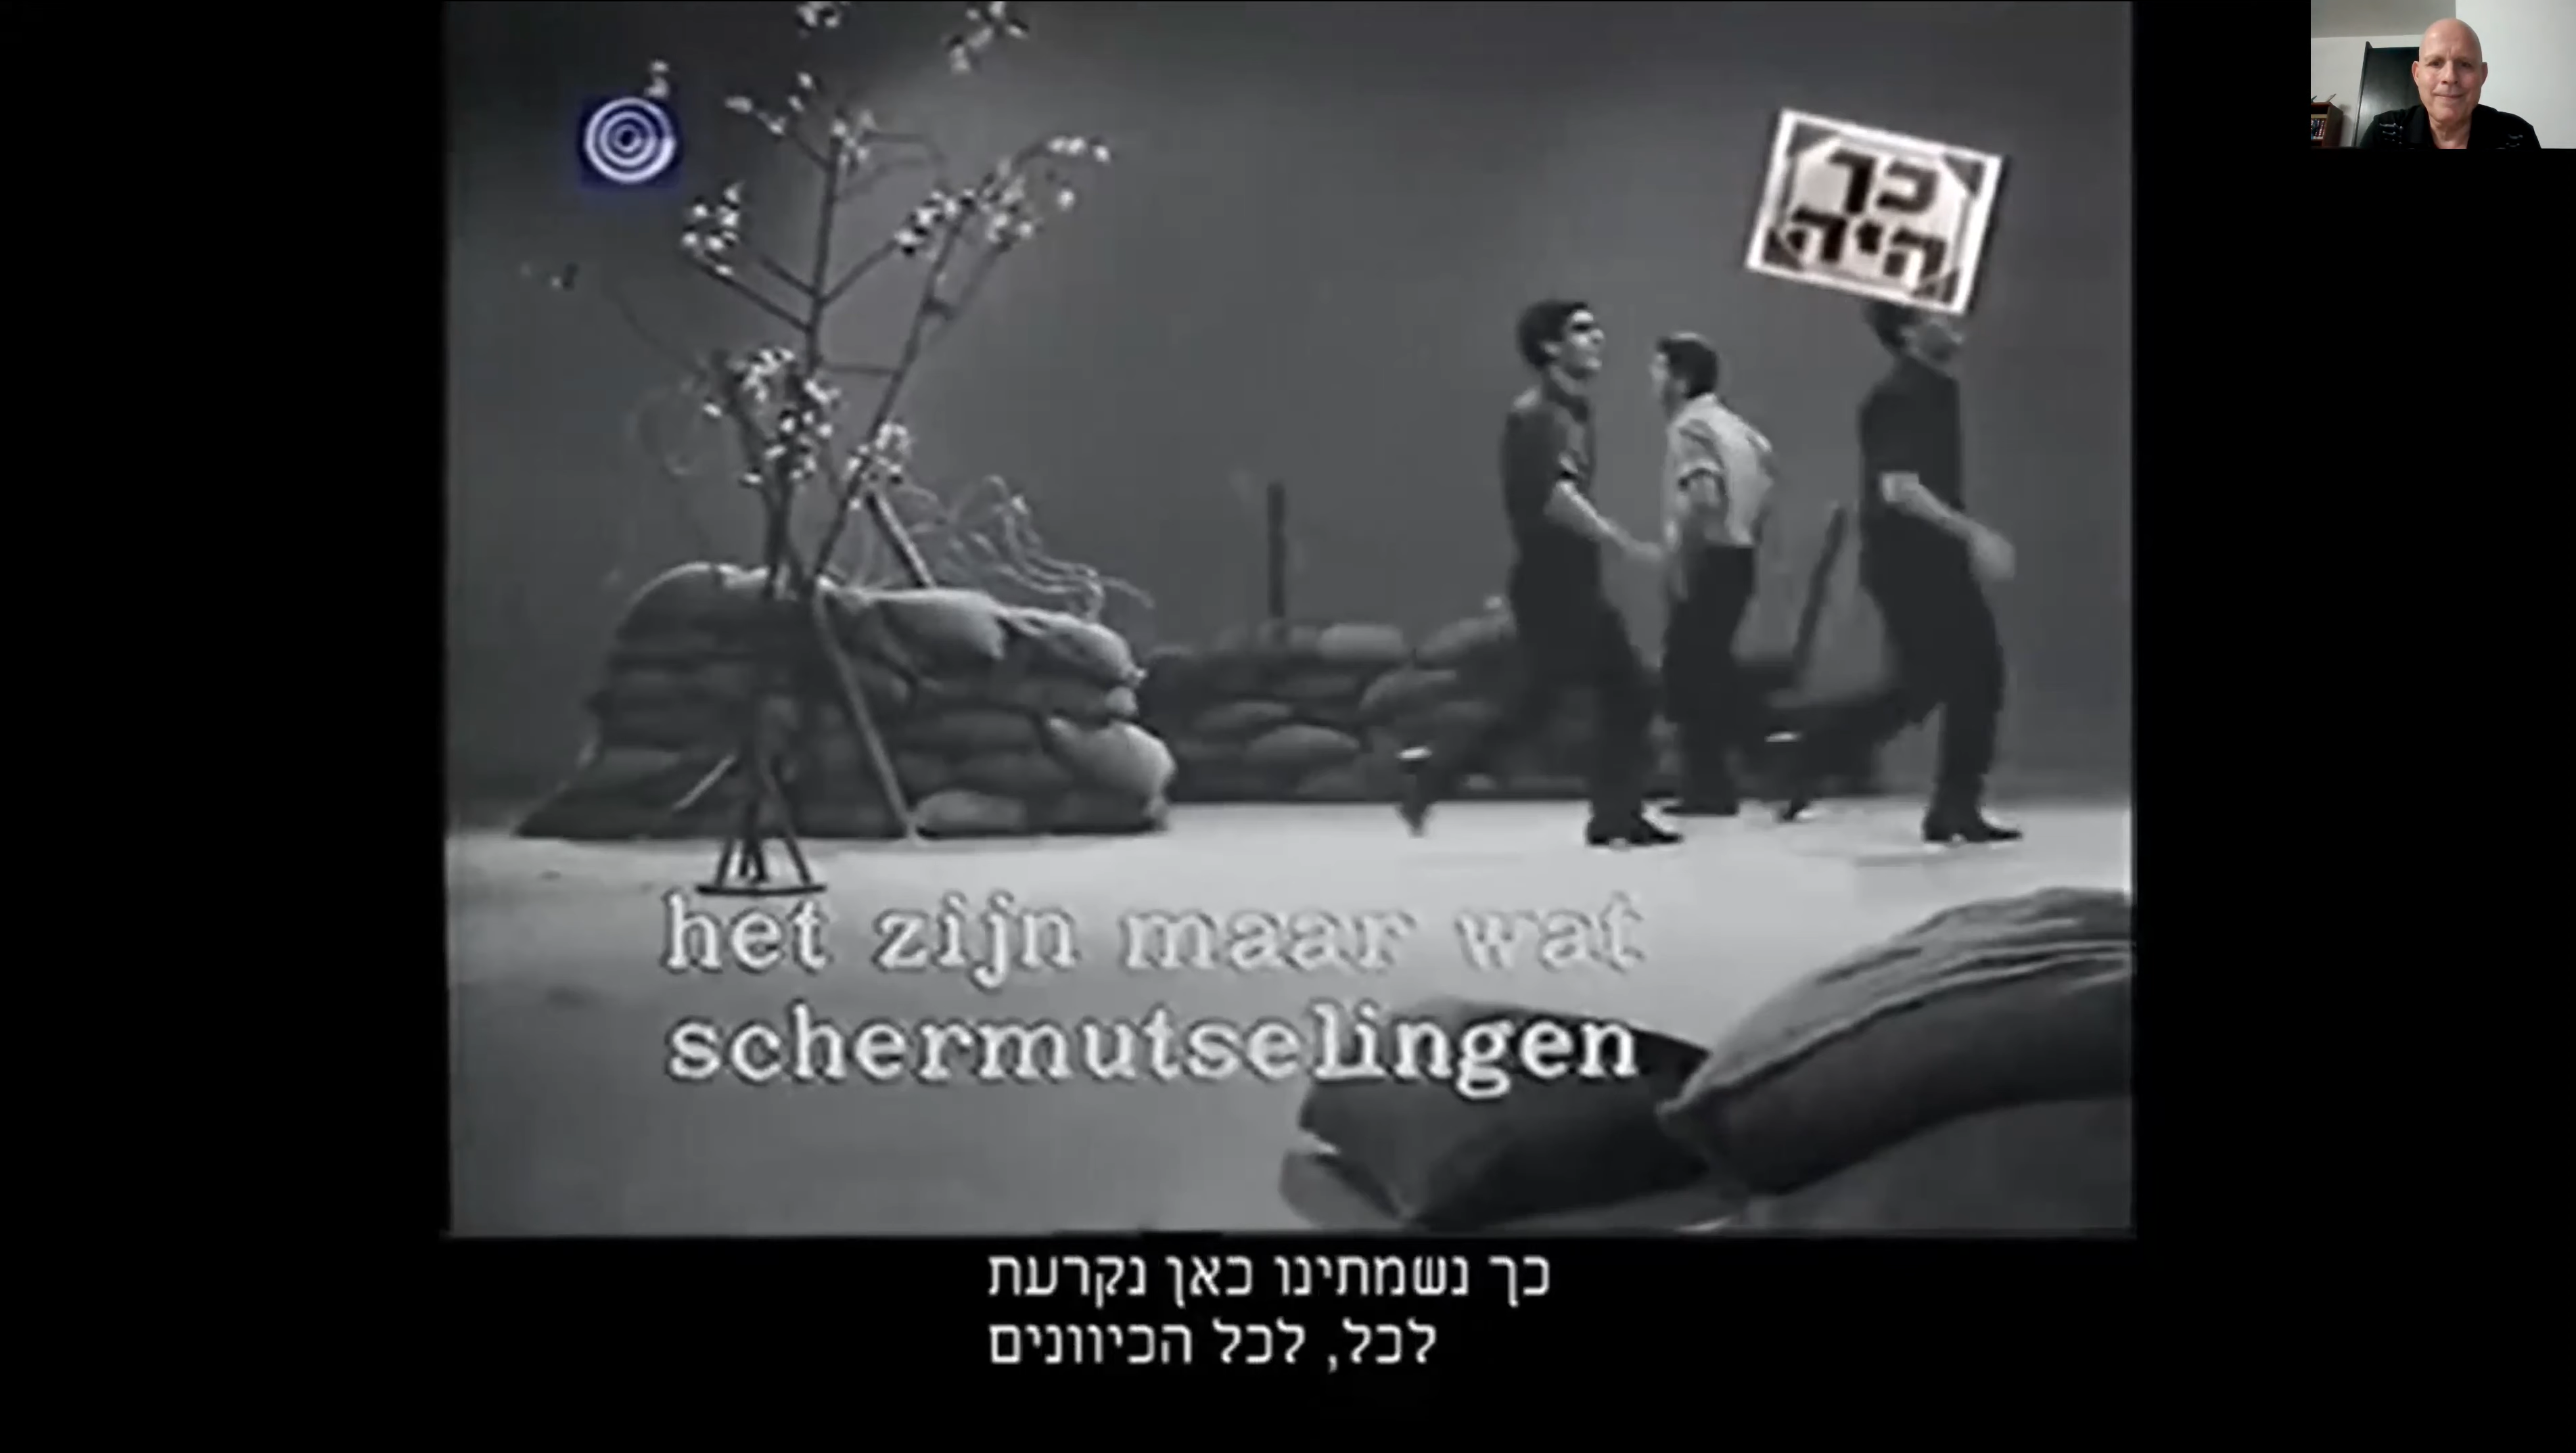 כך
היה
het zijn maar wat
schermutselingen
כך נשמתינו כאן נקרעת
לכל, לכל הכיוונים